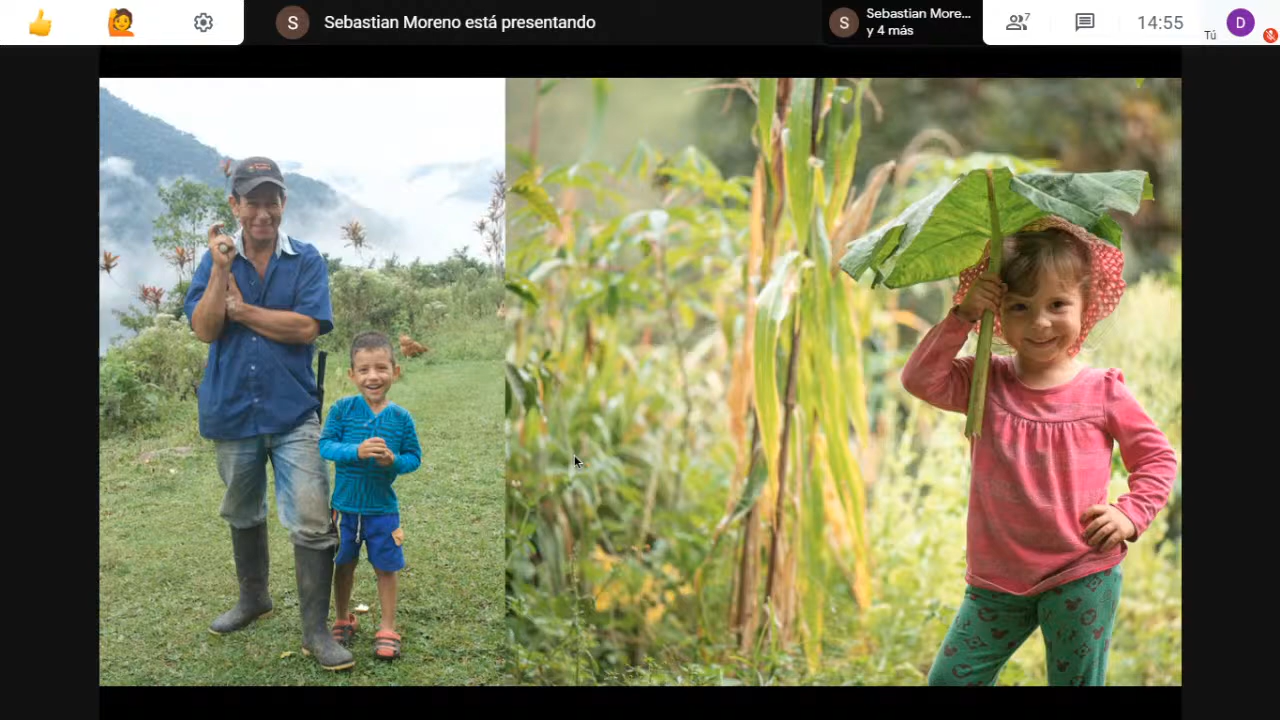 S
Sebastian Moreno está presentando
S
Sebastian More...
y 4 más
7
14:55
Tú
D